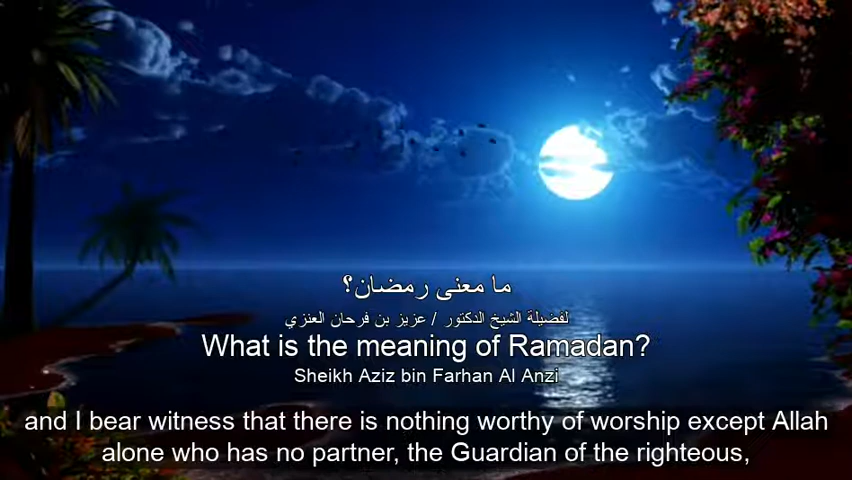 ما معنى رمضان؟
لفضيلة الشيخ الدكتور / عزيز بن فرحان العنزي
What is the meaning of Ramadan?
Sheikh Aziz bin Farhan Al Anzi
and I bear witness that there is nothing worthy of worship except Allah
alone who has no partner, the Guardian of the righteous,